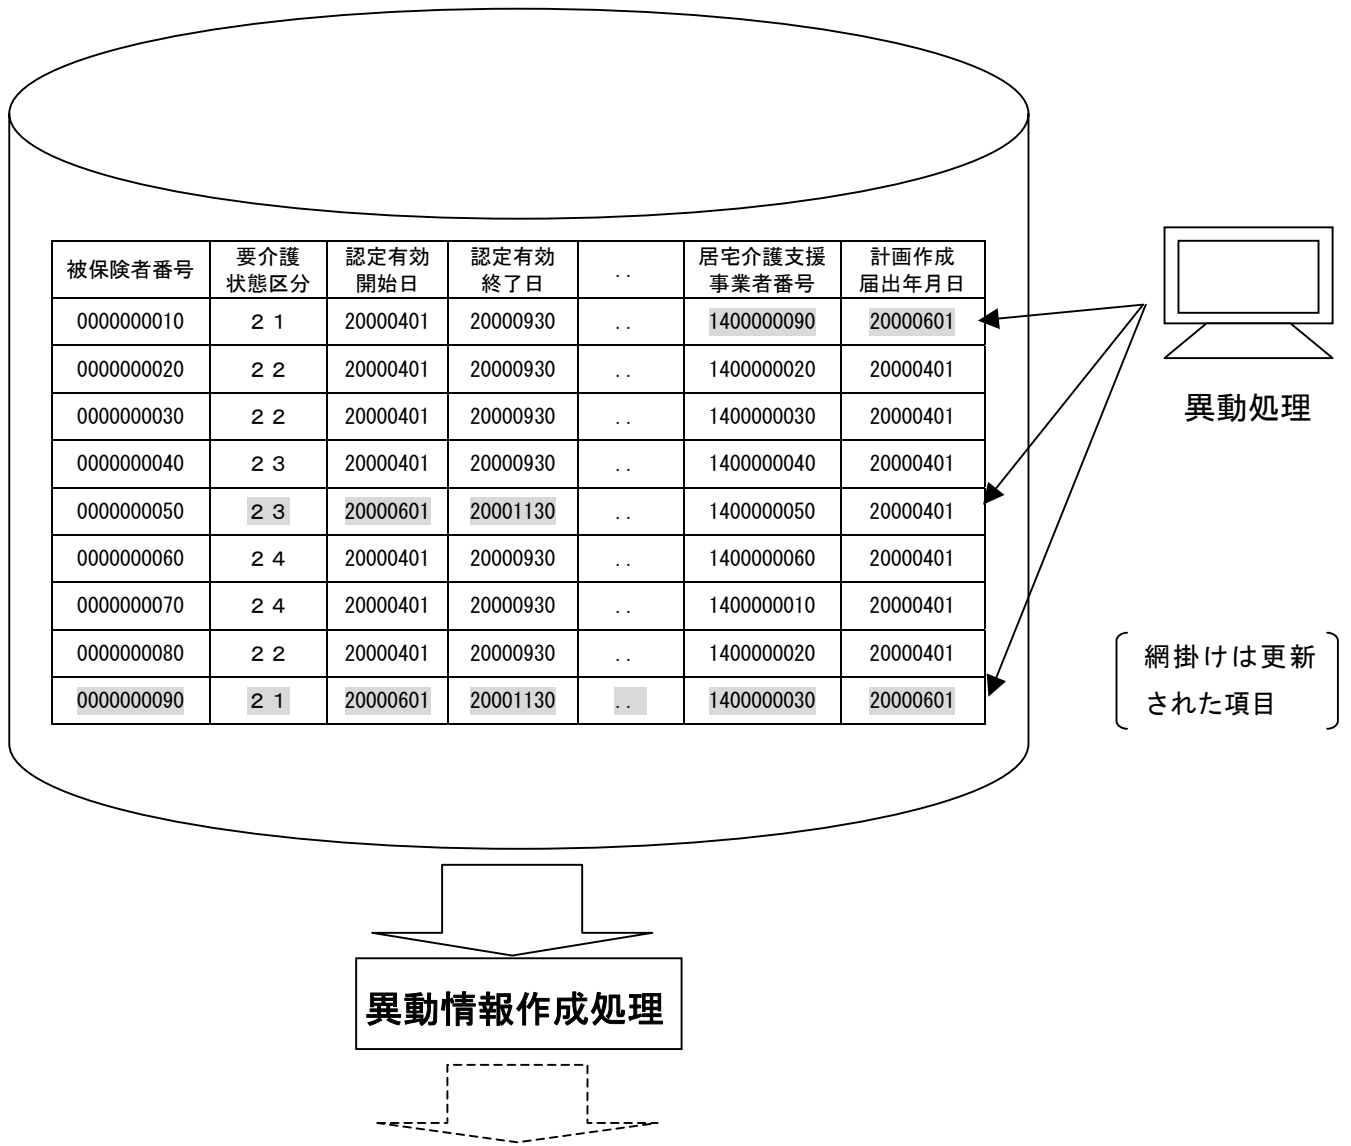 被保険者番号 要介護状態区分 認定有効開始日 認定有効終了日 .. 居宅介護支援事業者番号 計画作成届出年月日
0000000010 ２１ 20000401 20000930 .. 1400000090 20000601
0000000020 ２２ 20000401 20000930 .. 1400000020 20000401
0000000030 ２２ 20000401 20000930 .. 1400000030 20000401
0000000040 ２３ 20000401 20000930 .. 1400000040 20000401
0000000050 ２３ 20000601 20001130 .. 1400000050 20000401
0000000060 ２４ 20000401 20000930 .. 1400000060 20000401
0000000070 ２４ 20000401 20000930 .. 1400000010 20000401
0000000080 ２２ 20000401 20000930 .. 1400000020 20000401
0000000090 ２１ 20000601 20001130 .. 1400000030 20000601
異動処理
網掛けは更新
された項目
異動情報作成処理